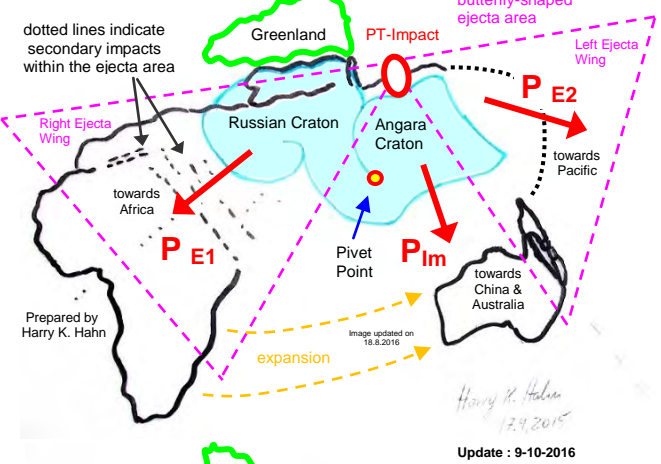 butterfly-shaped
ejecta area
dotted lines indicate
secondary impacts
within the ejecta area
Greenland
PT-Impact
Left Ejecta
Wing
P E2
Right Ejecta
Wing
Russian Craton
Angara
Craton
towards
Pacific
towards
Africa
P E1
Pivet
Point
P Im
towards
China &
Australia
Prepared by
Harry K. Hahn
Image updated on
18.8.2016
expansion
Harry K. Hahn
17.9.2015
Update : 9-10-2016